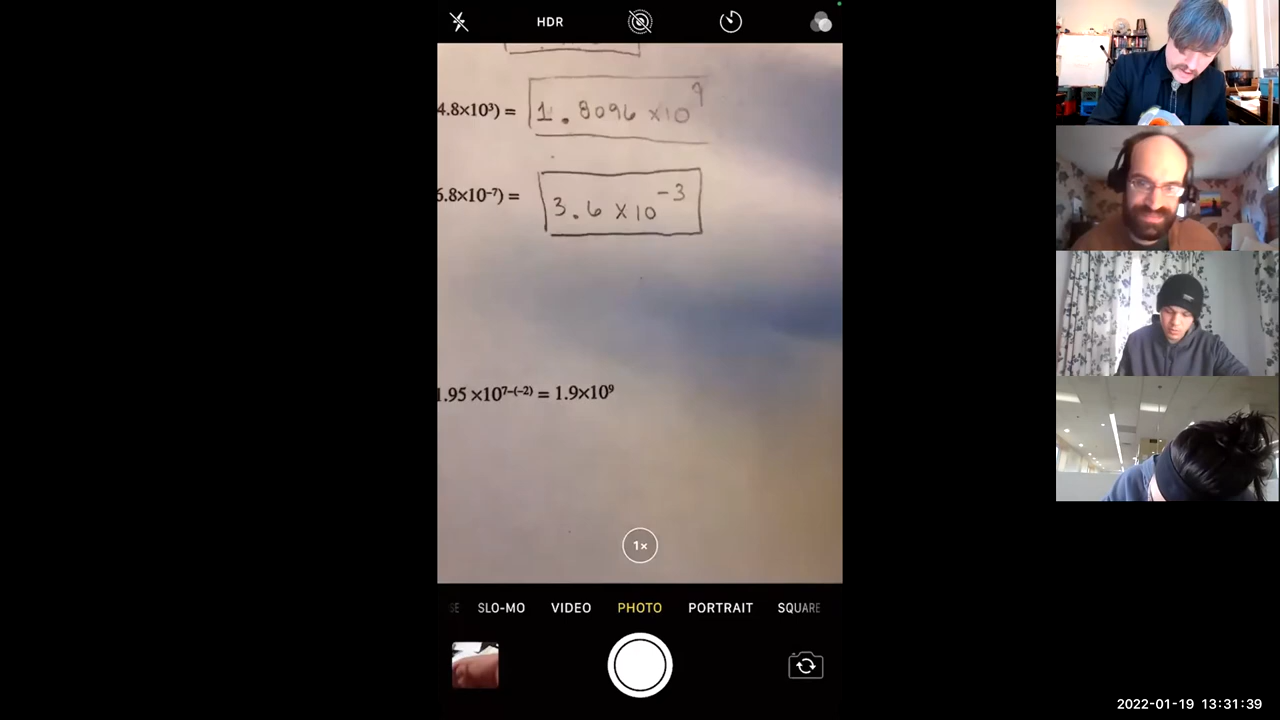 HDR
4.8×10³) = 1.8096 ×10⁹
6.8×10⁻⁷) = 3.6 ×10⁻³
1.95 ×10⁷⁻⁽⁻²⁾ = 1.9×10⁹
1×
SLO-MO VIDEO PHOTO PORTRAIT SQUARE
2022-01-19 13:31:39